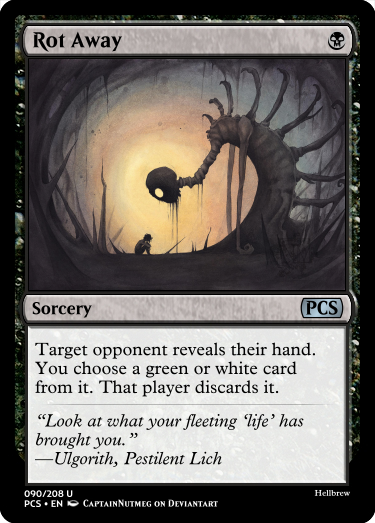 Rot Away
Sorcery
PCS
Target opponent reveals their hand.
You choose a green or white card
from it. That player discards it.
“Look at what your fleeting ‘life’ has
brought you.”
—Ulgorith, Pestilent Lich
090/208 U
Hellbrew
PCS • EN CaptainNutmeg on Deviantart